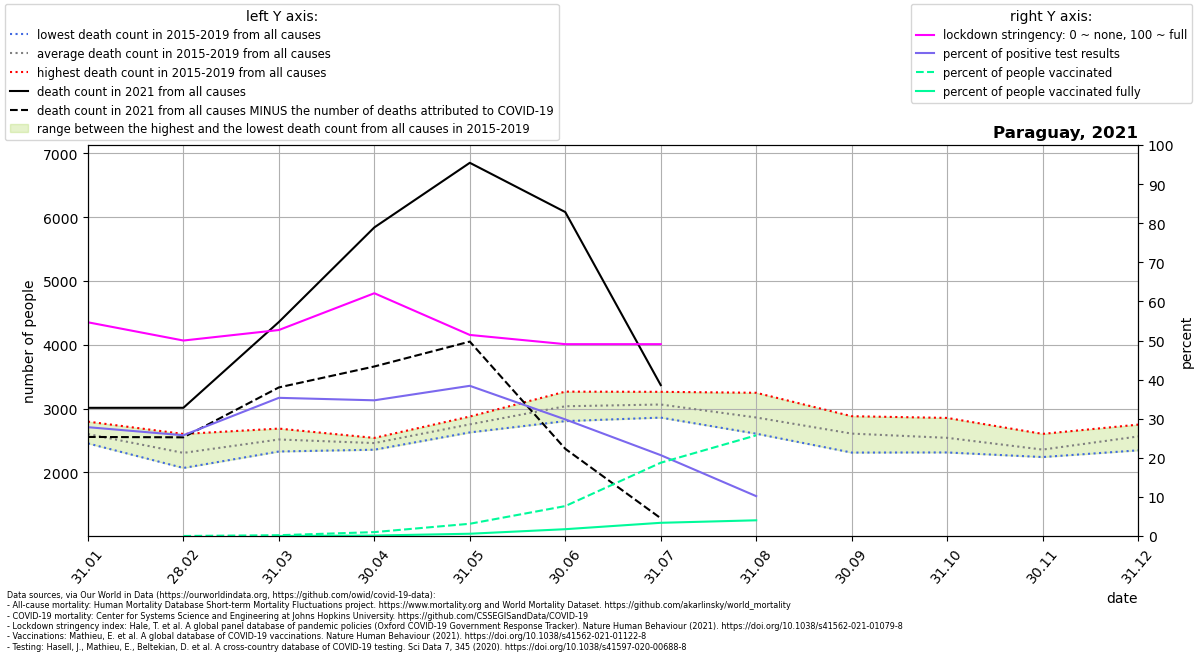 left Y axis:
lowest death count in 2015-2019 from all causes
average death count in 2015-2019 from all causes
highest death count in 2015-2019 from all causes
death count in 2021 from all causes
death count in 2021 from all causes MINUS the number of deaths attributed to COVID-19
range between the highest and the lowest death count from all causes in 2015-2019
right Y axis:
lockdown stringency: 0 ~ none, 100 ~ full
percent of positive test results
percent of people vaccinated
percent of people vaccinated fully
Paraguay, 2021
7000
6000
5000
4000
3000
2000
number of people
100
90
80
70
60
50
40
30
20
10
0
percent
31.01
28.02
31.03
30.04
31.05
30.06
31.07
31.08
30.09
31.10
30.11
31.12
date
Data sources, via Our World in Data (https://ourworldindata.org, https://github.com/owid/covid-19-data):
- All-cause mortality: Human Mortality Database Short-term Mortality Fluctuations project. https://www.mortality.org and World Mortality Dataset. https://github.com/akarlinsky/world_mortality
- COVID-19 mortality: Center for Systems Science and Engineering at Johns Hopkins University. https://github.com/CSSEGISandData/COVID-19
- Lockdown stringency index: Hale, T. et al. A global panel database of pandemic policies (Oxford COVID-19 Government Response Tracker). Nature Human Behaviour (2021). https://doi.org/10.1038/s41562-021-01079-8
- Vaccinations: Mathieu, E. et al. A global database of COVID-19 vaccinations. Nature Human Behaviour (2021). https://doi.org/10.1038/s41562-021-01122-8
- Testing: Hasell, J., Mathieu, E., Beltekian, D. et al. A cross-country database of COVID-19 testing. Sci Data 7, 345 (2020). https://doi.org/10.1038/s41597-020-00688-8